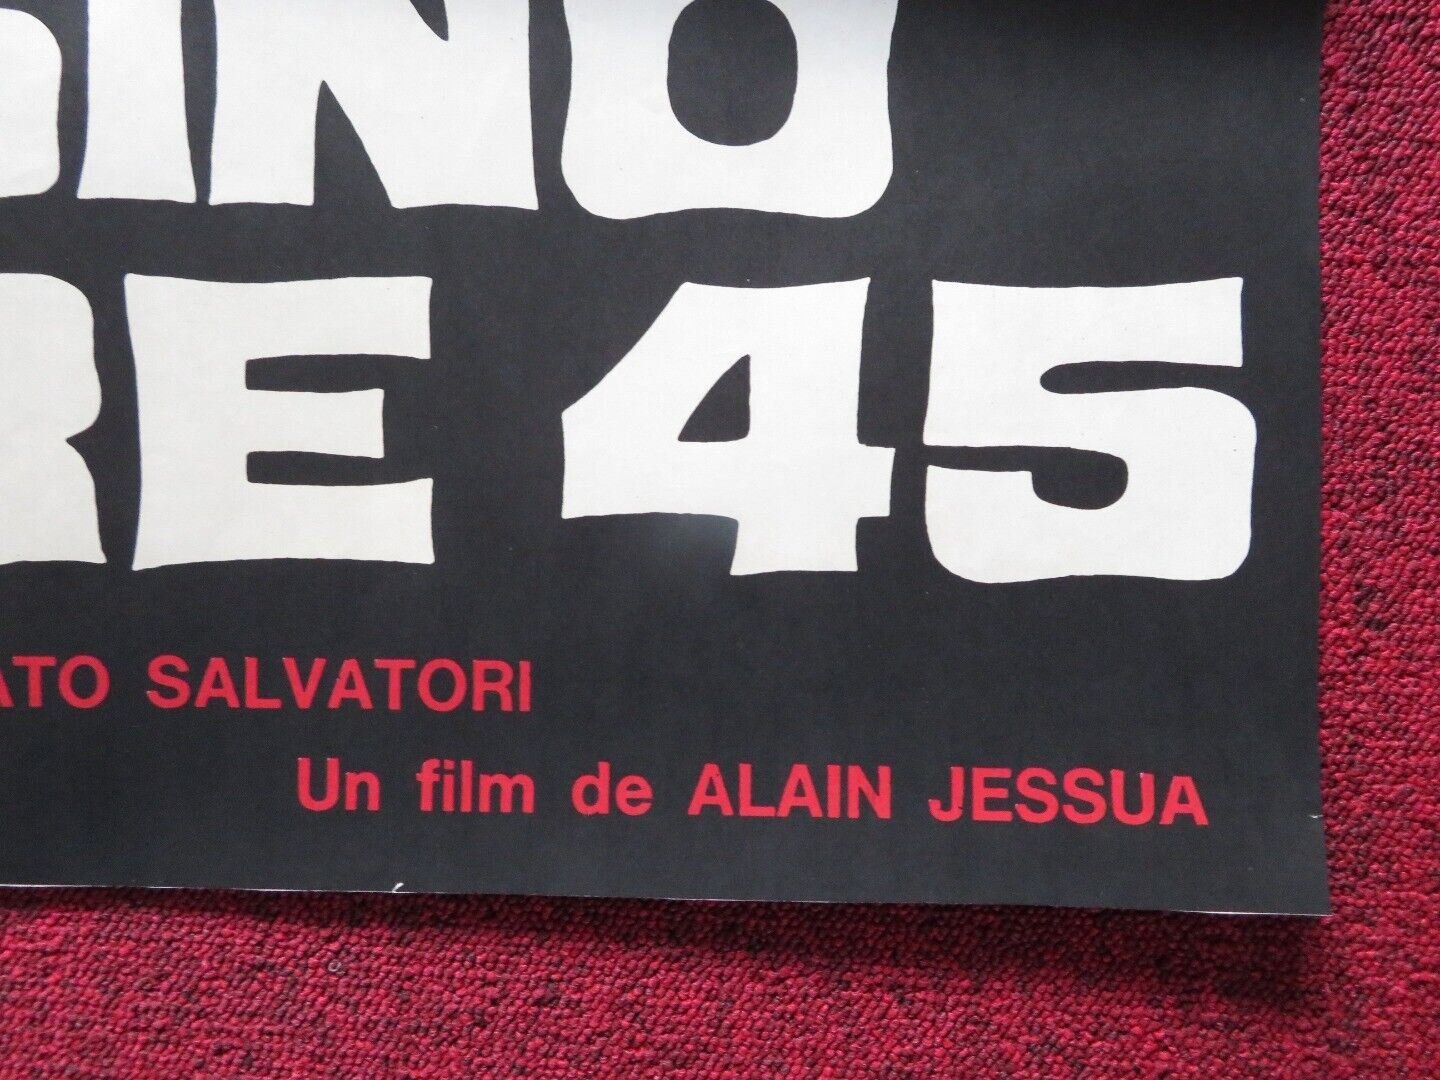 SINO
RE 45
ATO SALVATORI
Un film de ALAIN JESSUA